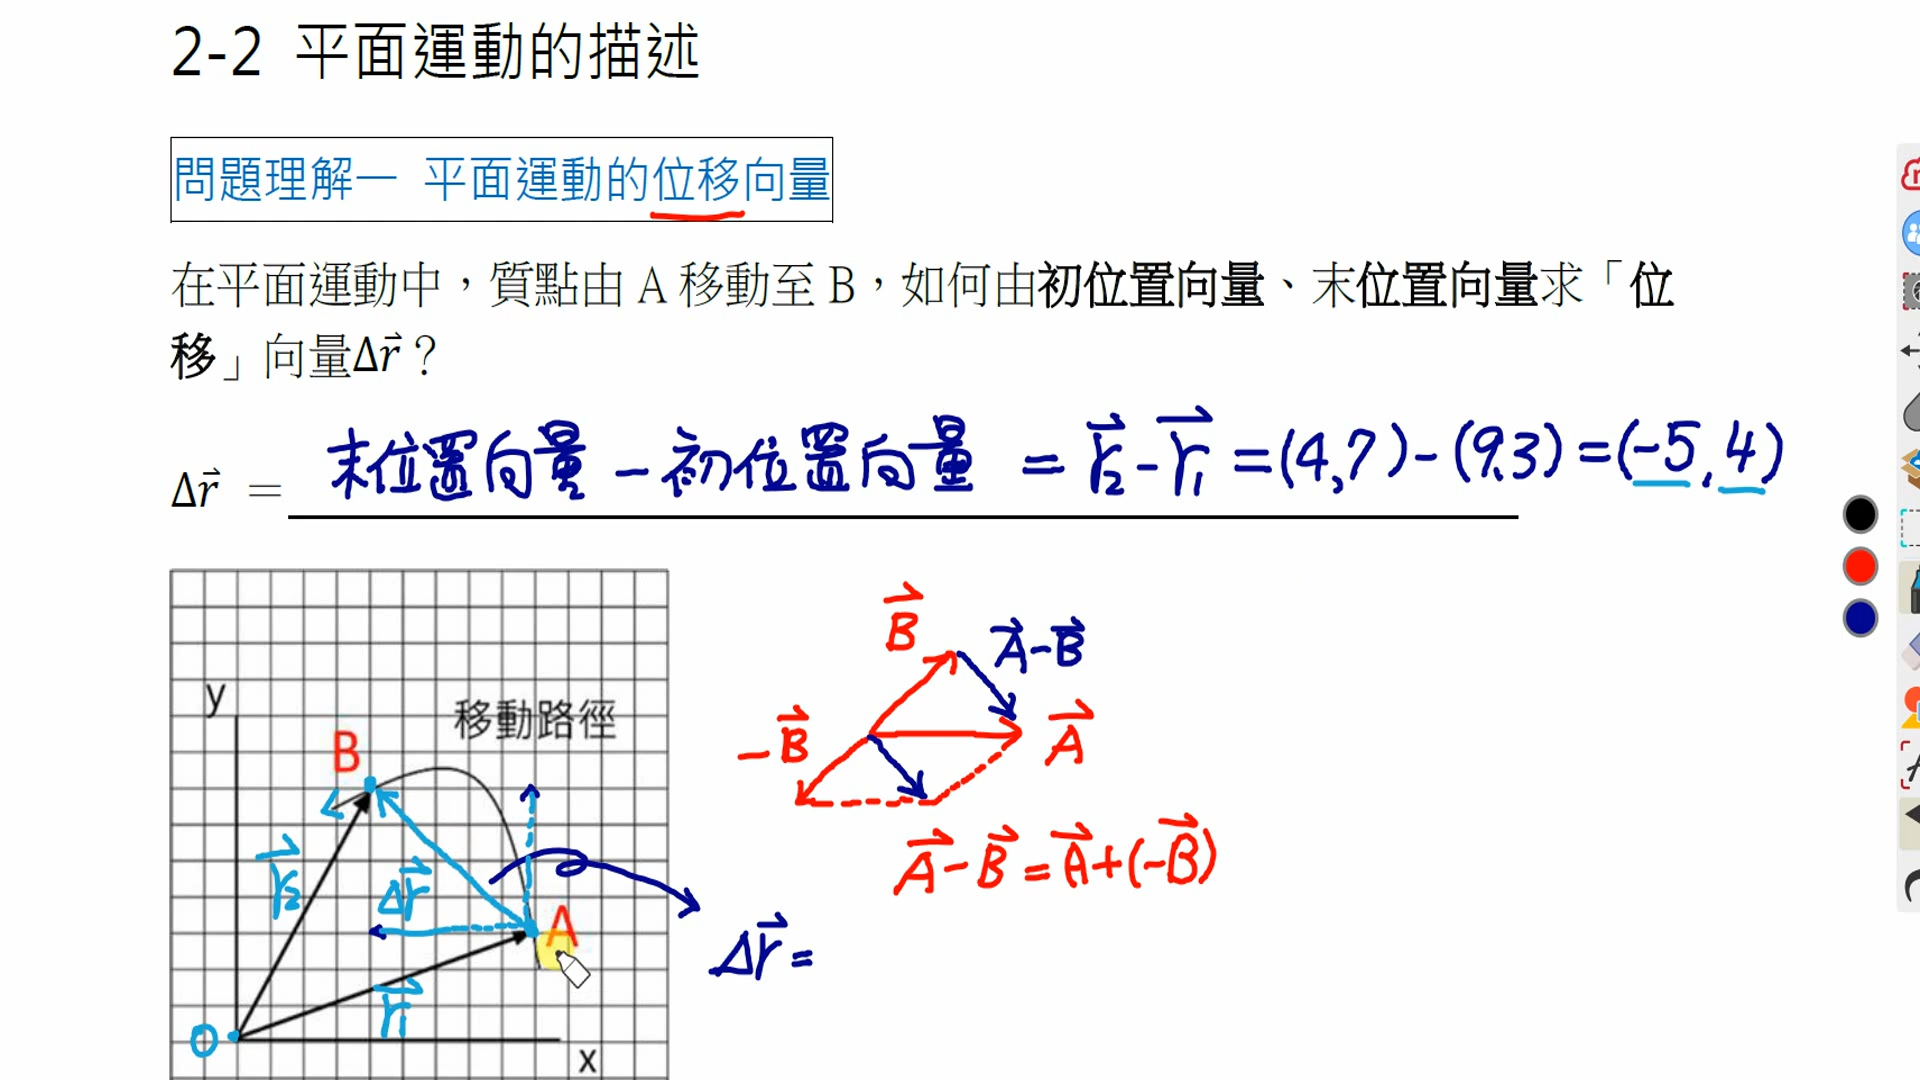 2-2 平面運動的描述
問題理解一 平面運動的位移向量
在平面運動中，質點由 A 移動至 B，如何由初位置向量、末位置向量求「位
移」向量Δr⃗？
Δr⃗ = 末位置向量 − 初位置向量 = r⃗₂ − r⃗₁ = (4,7) − (9,3) = (−5,4)
y
移動路徑
B
r⃗₂
Δr⃗
A
r⃗₁
O
x
B⃗
A⃗−B⃗
−B⃗
A⃗
A⃗−B⃗=A⃗+(−B⃗)
Δr⃗=